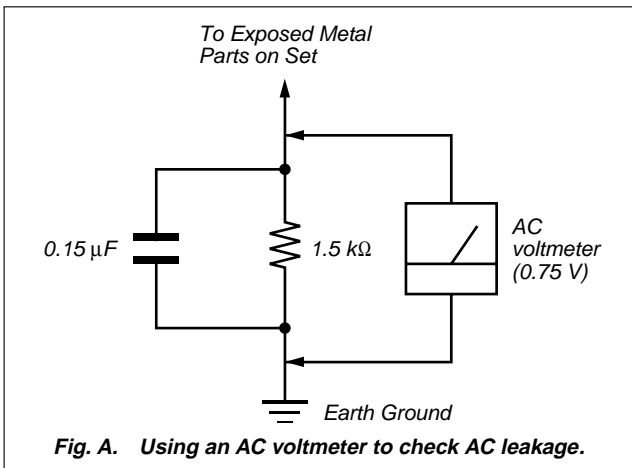 To Exposed Metal
Parts on Set
0.15 µF
1.5 kΩ
AC
voltmeter
(0.75 V)
Earth Ground
Fig. A. Using an AC voltmeter to check AC leakage.